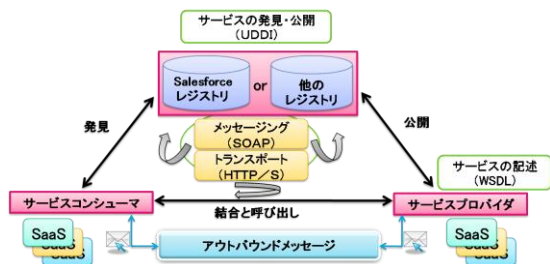 サービスの発見・公開
(UDDI)
Salesforce
レジストリ
or
他の
レジストリ
発見
メッセージング
(SOAP)
公開
トランスポート
(HTTP/S)
サービスの記述
(WSDL)
サービスコンシューマ
サービスプロバイダ
結合と呼び出し
SaaS
SaaS
アウトバウンドメッセージ